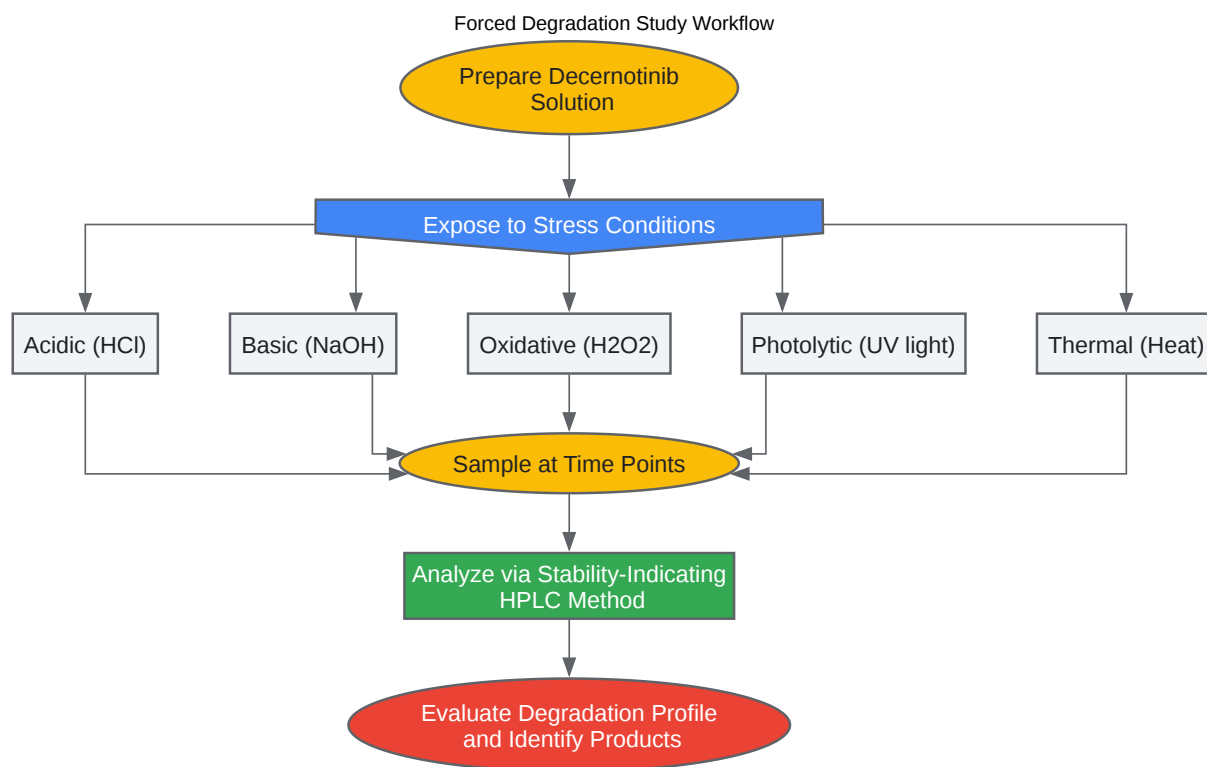 Forced Degradation Study Workflow
Prepare Decernotinib
Solution
Expose to Stress Conditions
Acidic (HCl)
Basic (NaOH)
Oxidative (H2O2)
Photolytic (UV light)
Thermal (Heat)
Sample at Time Points
Analyze via Stability-Indicating
HPLC Method
Evaluate Degradation Profile
and Identify Products